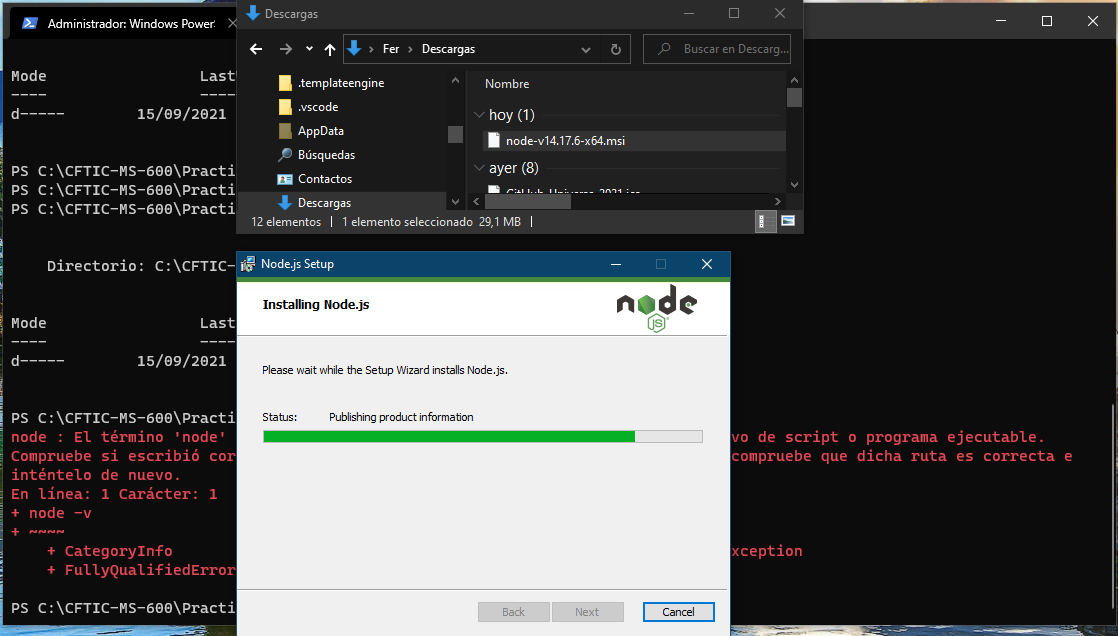 Administrador: Windows PowerS
Mode Last
---- ----
d----- 15/09/2021
PS C:\CFTIC-MS-600\Practi
PS C:\CFTIC-MS-600\Practi
PS C:\CFTIC-MS-600\Practi
Directorio: C:\CFTIC-
Mode Last
---- ----
d----- 15/09/2021
PS C:\CFTIC-MS-600\Practi
node : El término 'node' vo de script o programa ejecutable.
Compruebe si escribió cor compruebe que dicha ruta es correcta e
inténtelo de nuevo.
En línea: 1 Carácter: 1
+ node -v
+ ~~~~
+ CategoryInfo xception
+ FullyQualifiedError
PS C:\CFTIC-MS-600\Practi
Descargas
Fer > Descargas
Buscar en Descarg...
.templateengine
.vscode
AppData
Búsquedas
Contactos
Descargas
Nombre
hoy (1)
node-v14.17.6-x64.msi
ayer (8)
GitHub_Universe_2021.ics
12 elementos | 1 elemento seleccionado 29,1 MB |
Node.js Setup
Installing Node.js
node
JS
Please wait while the Setup Wizard installs Node.js.
Status: Publishing product information
Back Next Cancel